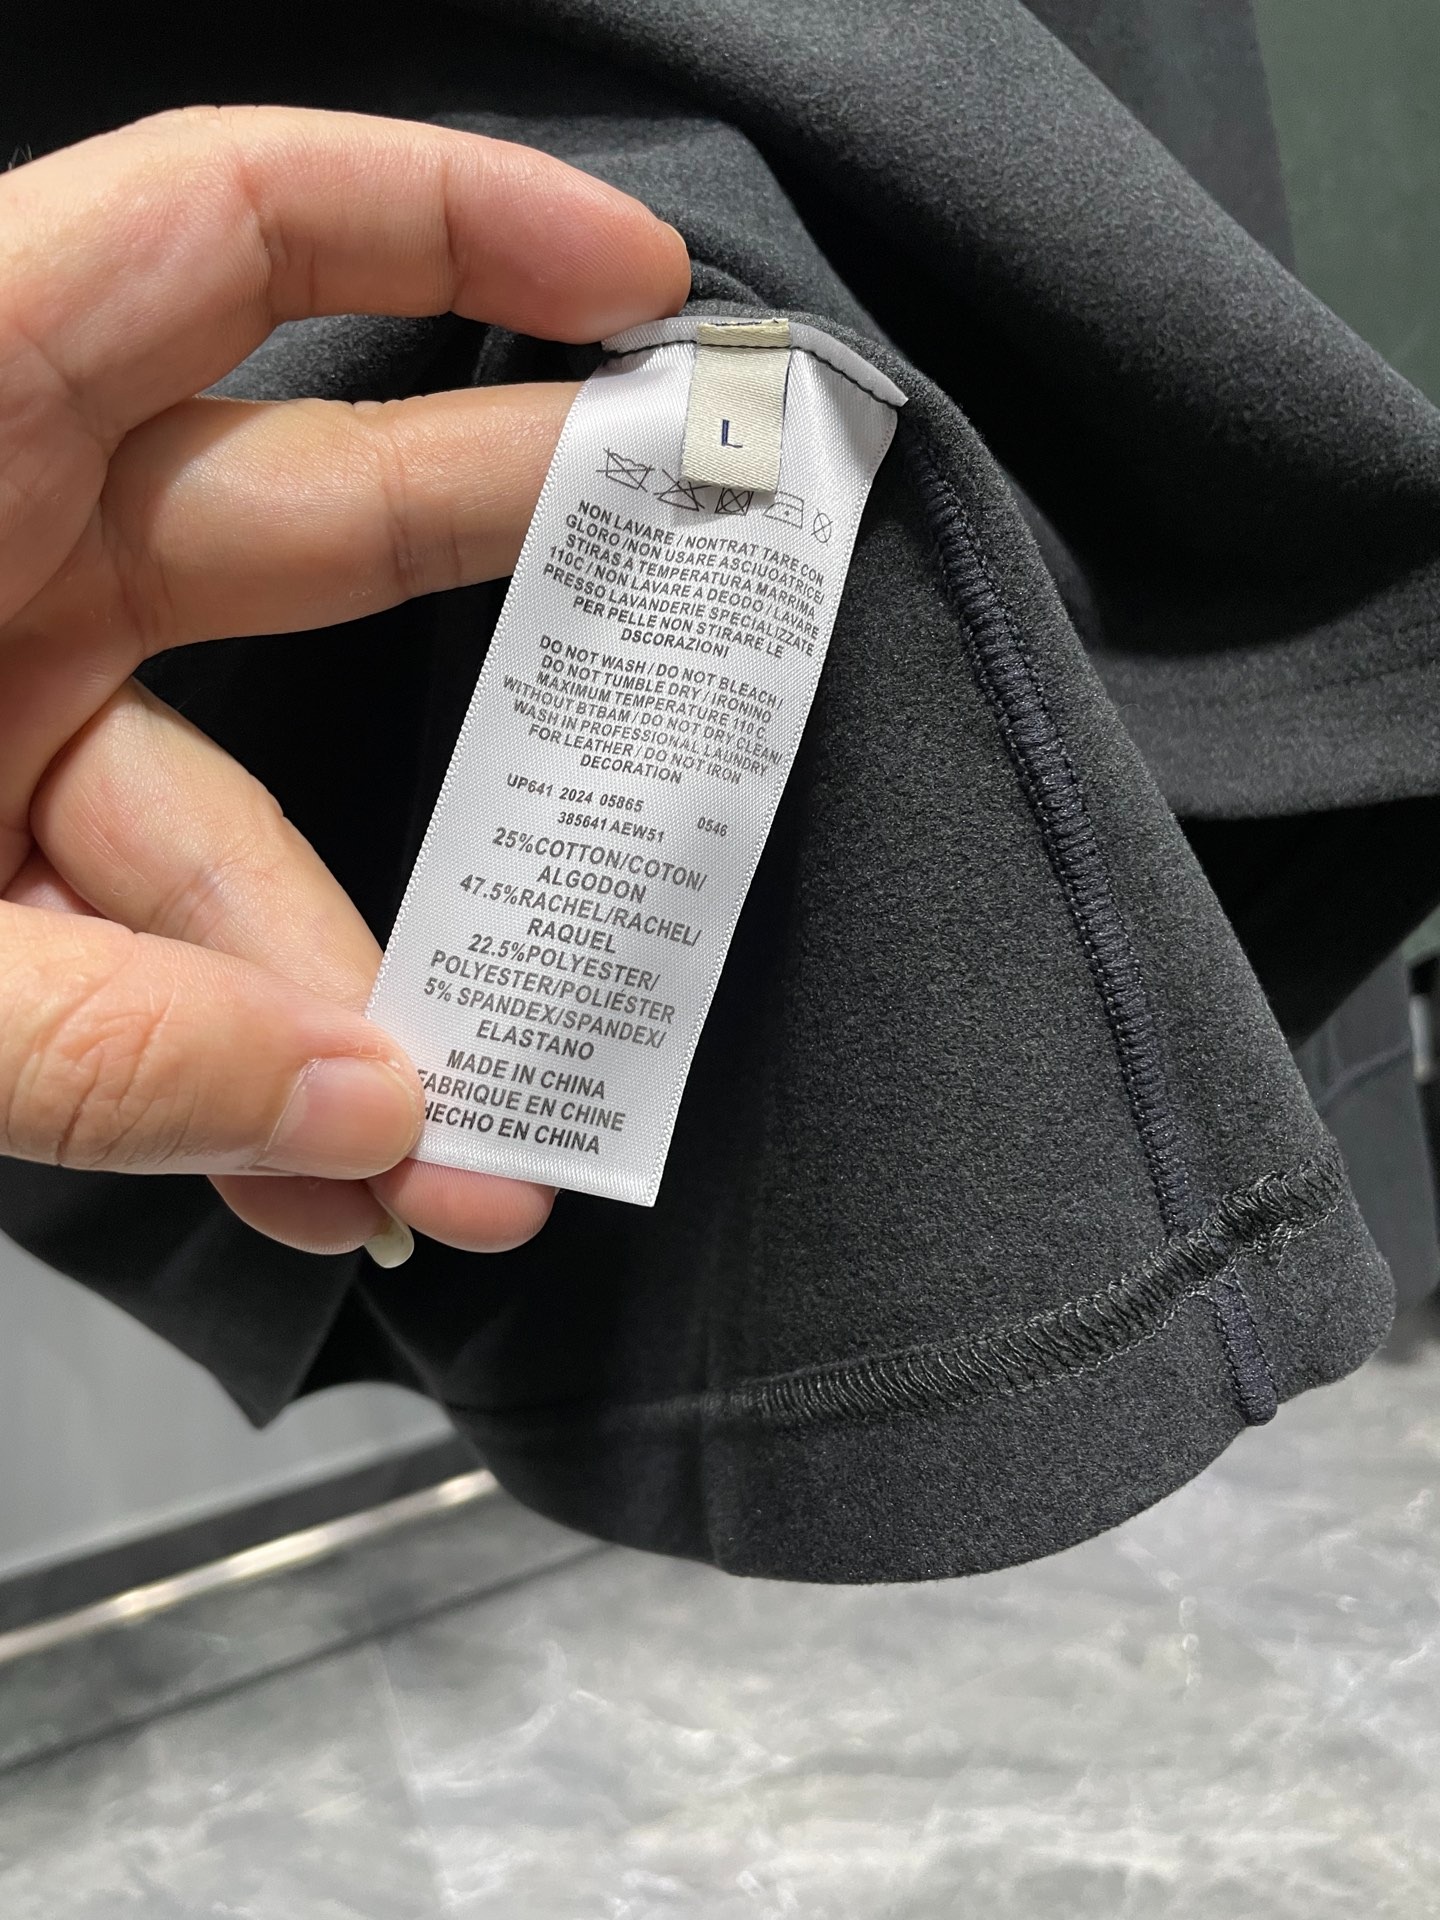 L
NON LAVARE / NONTRAT TARE CON
GLORO / NON USARE ASCIUOATRICE/
STIRAS A TEMPERATURA MAPRIMA
110C / NON LAVARE A DEODO / LAVARE
PRESSO LAVANDERIE SPECIALIZZATE
PER PELLE NON STIRARE LE
DSCORAZIONI
DO NOT WASH / DO NOT BLEACH /
DO NOT TUMBLE DRY / IRONINO
MAXIMUM TEMPERATURE 110 C
WITHOUT BTBAM / DO NOT DRY CLEAN/
WASH IN PROFESSIONAL LAUNDRY
FOR LEATHER / DO NOT IRON
DECORATION
UP641 2024 05865
385641 AEW51 0546
25%COTTON/COTON/
ALGODON
47.5%RACHEL/RACHEL/
RAQUEL
22.5%POLYESTER/
POLYESTER/POLIESTER
5% SPANDEX/SPANDEX/
ELASTANO
MADE IN CHINA
FABRIQUE EN CHINE
HECHO EN CHINA